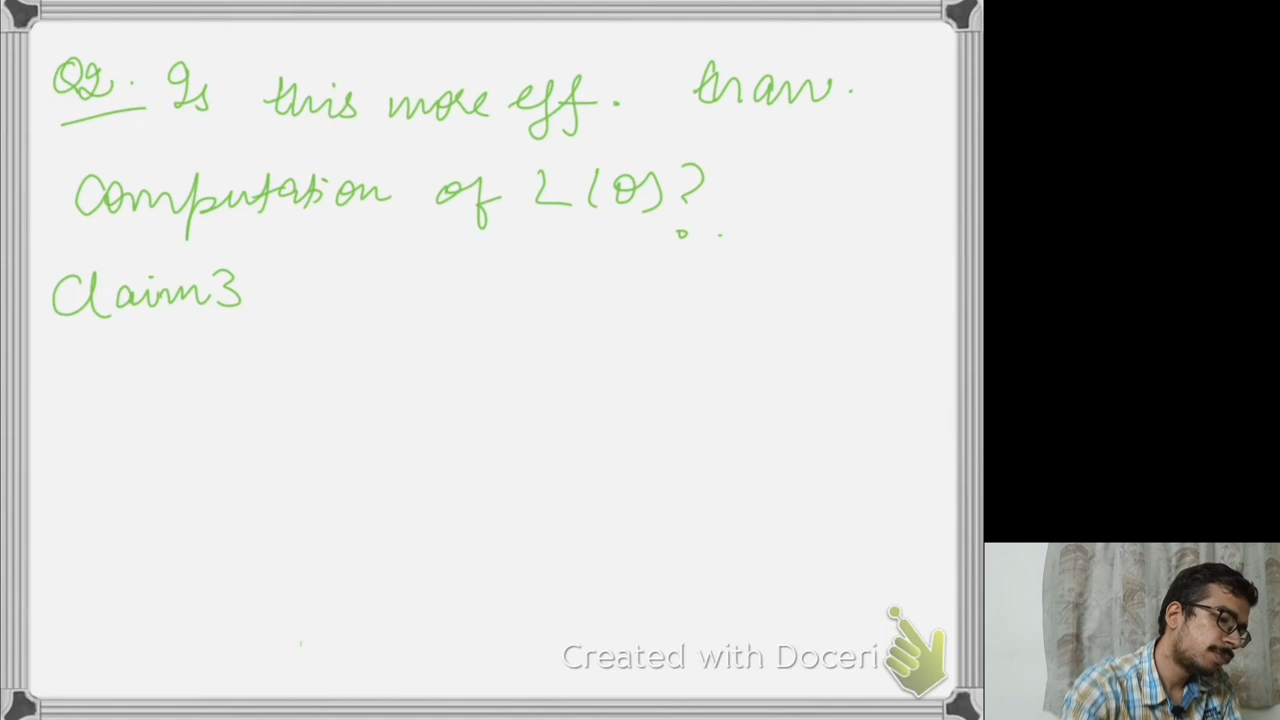 Q2. Is this more eff. than.
Computation of L(θ)?
Claim 3
Created with Doceri